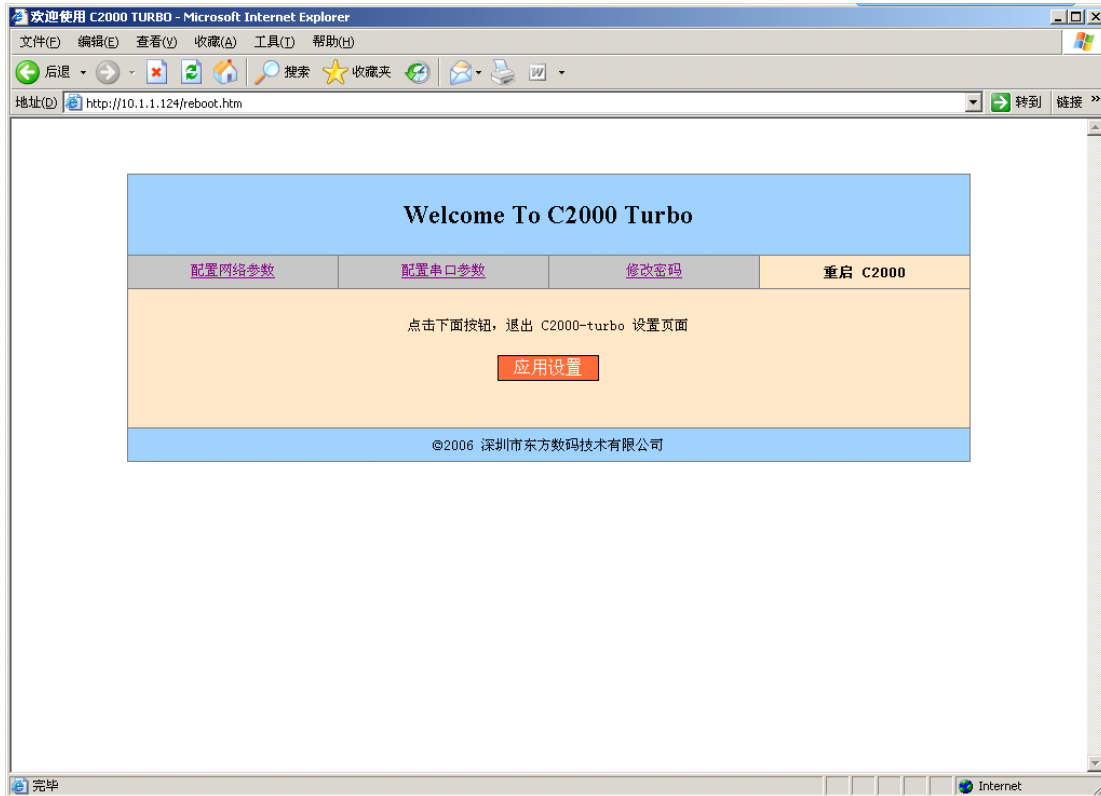 欢迎使用 C2000 TURBO - Microsoft Internet Explorer
文件(F) 编辑(E) 查看(V) 收藏(A) 工具(T) 帮助(H)
后退 搜索 收藏夹
地址(D) http://10.1.1.124/reboot.htm 转到 链接 »
Welcome To C2000 Turbo
配置网络参数 配置串口参数 修改密码 重启 C2000
点击下面按钮，退出 C2000-turbo 设置页面
应用设置
©2006 深圳市东方数码技术有限公司
完毕 Internet